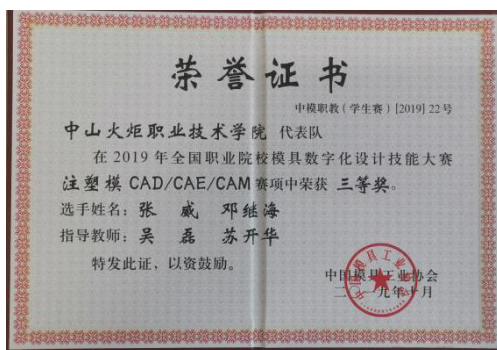 荣誉证书
中模职教（学生赛）[2019] 22号
中山火炬职业技术学院 代表队
在 2019 年全国职业院校模具数字化设计技能大赛
注塑模 CAD/CAE/CAM 赛项中荣获 三等奖。
选手姓名：张 威 邓继海
指导教师：吴 磊 苏开华
特发此证，以资鼓励。
中国模具工业协会
二〇一九年十月